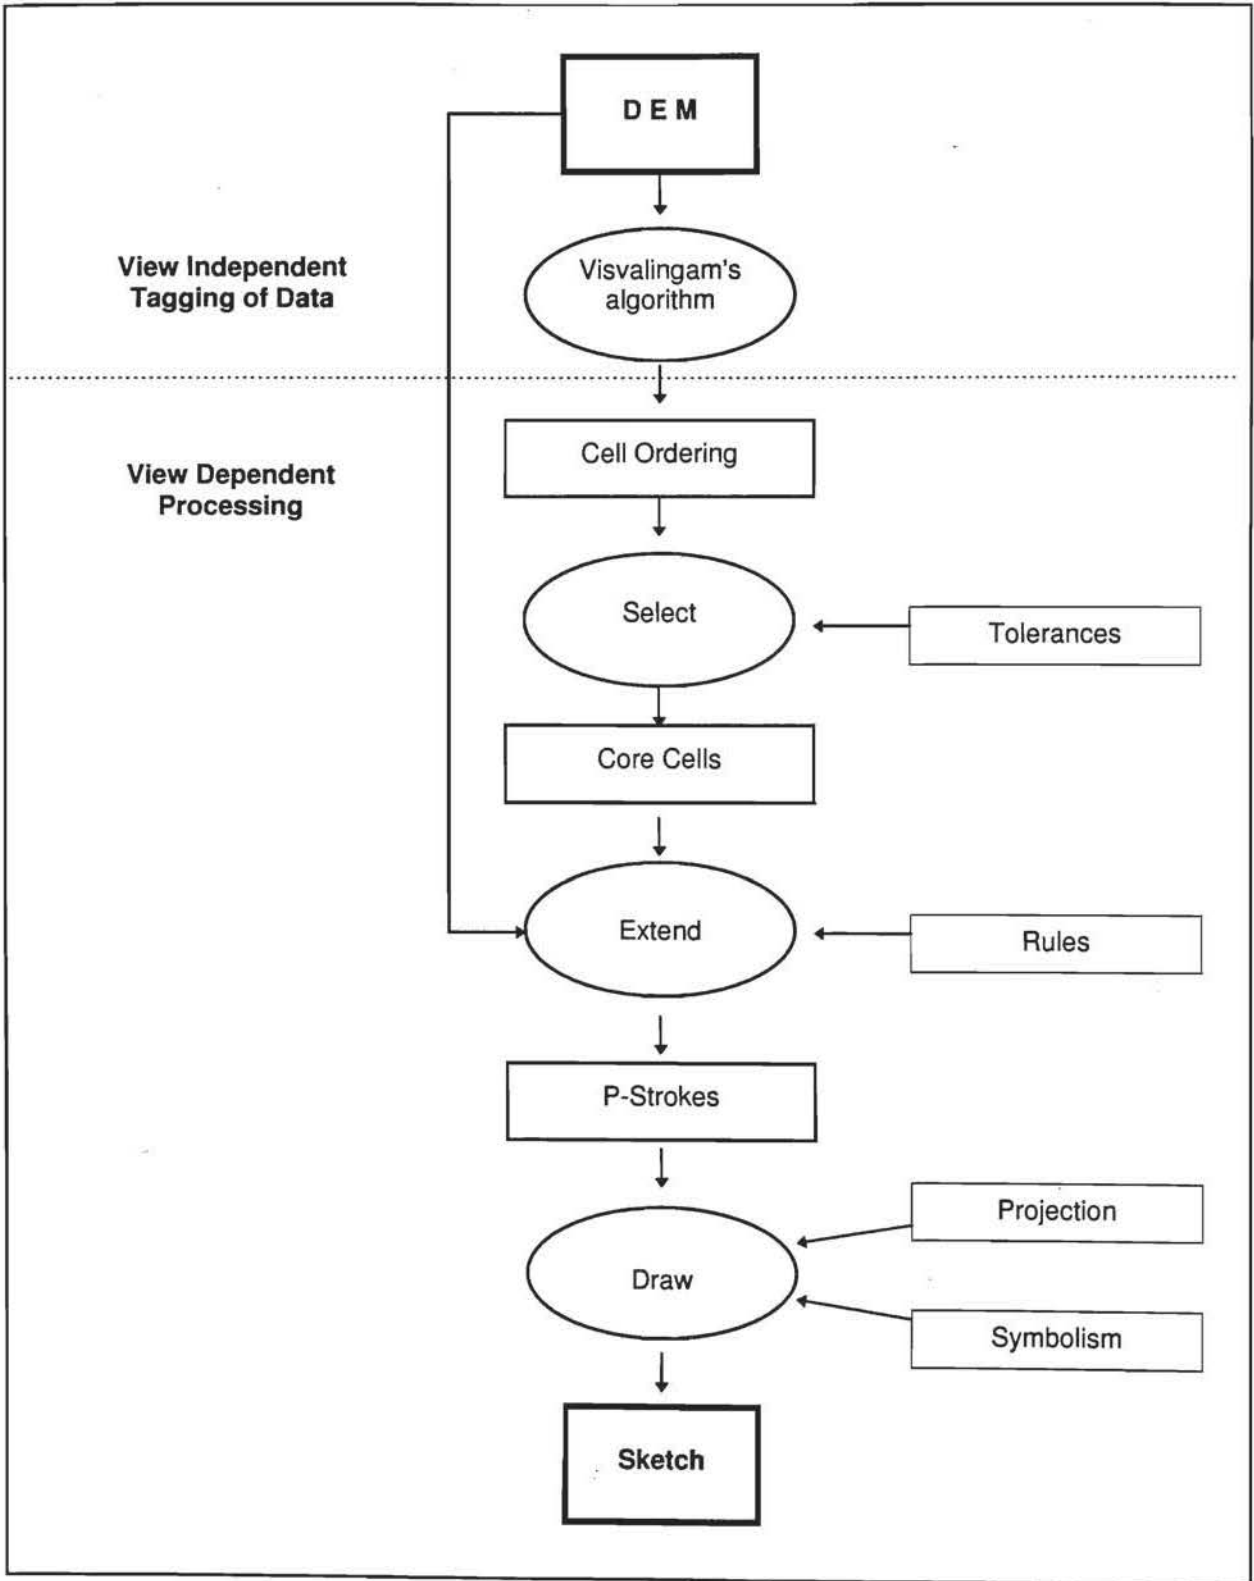 D E M
View Independent
Tagging of Data
Visvalingam's
algorithm
Cell Ordering
View Dependent
Processing
Select
Tolerances
Core Cells
Extend
Rules
P-Strokes
Projection
Draw
Symbolism
Sketch